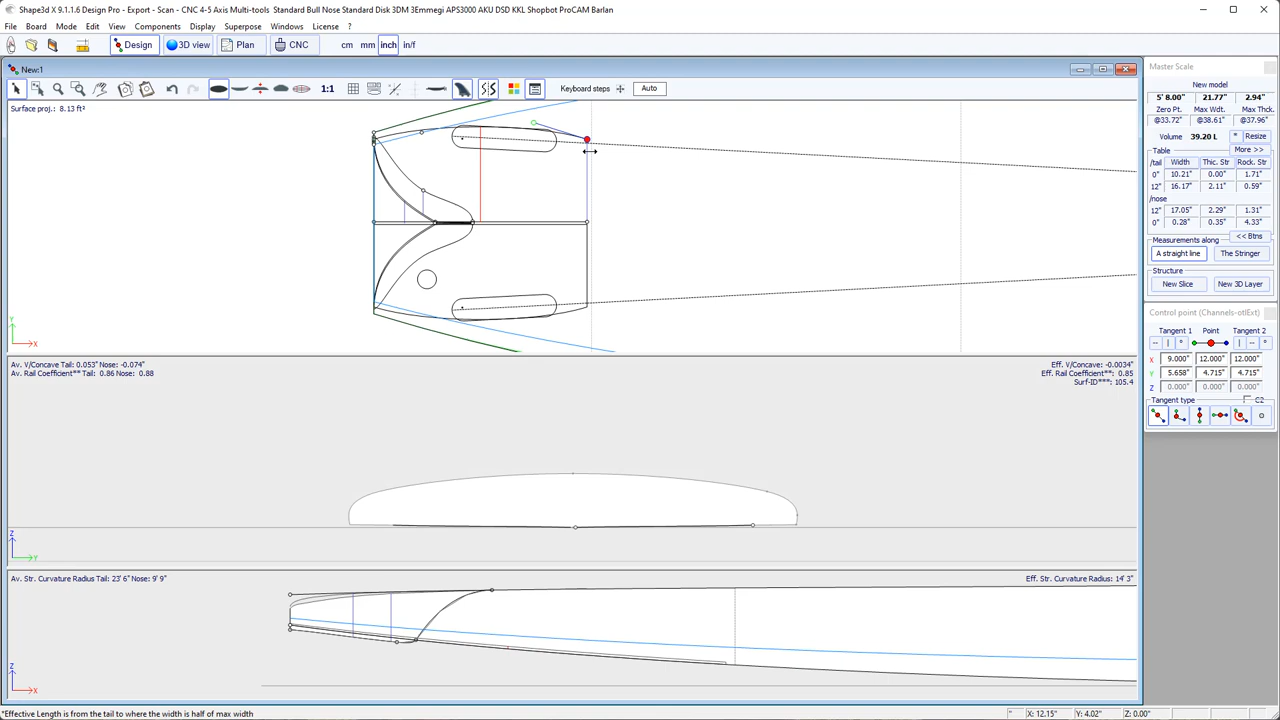 Shape3d X 9.1.1.6 Design Pro - Export - Scan - CNC 4-5 Axis Multi-tools  Standard Bull Nose Standard Disk 3DM 3Emmegi APS3000 AKU DSD KKL Shopbot ProCAM Barlan
File Edit Mode View Components Display Superpose Windows License ?
Design 3D view Plan CNC cm mm inch in/f
New:1
1:1 Keyboard steps Auto
Surface proj.: 8.13 ft²
Y
X
Av. V/Concave Tail: 0.053" Nose: -0.074"
Av. Rail Coefficient** Tail: 0.86 Nose: 0.88
Eff. V/Concave: -0.0034"
Eff. Rail Coefficient**: 0.85
Surf-ID***: 105.4
Z
Y
Av. Str. Curvature Radius Tail: 23' 6" Nose: 9' 9"
Eff. Str. Curvature Radius: 14' 3"
Z
X
Master Scale
New model
5' 8.00" 21.77" 2.94"
Zero Pt. Max Wdt. Max Thck.
@33.72" @38.61" @37.96"
Volume 39.20 L * Resize
Table More >>
/tail Width Thic. Str Rock. Str
0" 10.21" 0.00" 1.71"
12" 16.17" 2.11" 0.59"
/nose
12" 17.05" 2.29" 1.31"
0" 0.28" 0.35" 4.33"
<< Btns
Measurements along
A straight line The Stringer
Structure
New Slice New 3D Layer
Control point (Channels-otlExt)
Tangent 1 Point Tangent 2
-- | ° -- | °
X 9.000" 12.000" 12.000"
Y 5.658" 4.715" 4.715"
Z 0.000" 0.000" 0.000"
Tangent type C2
*Effective Length is from the tail to where the width is half of max width
" X: 12.15" Y: 4.02" Z: 0.00"